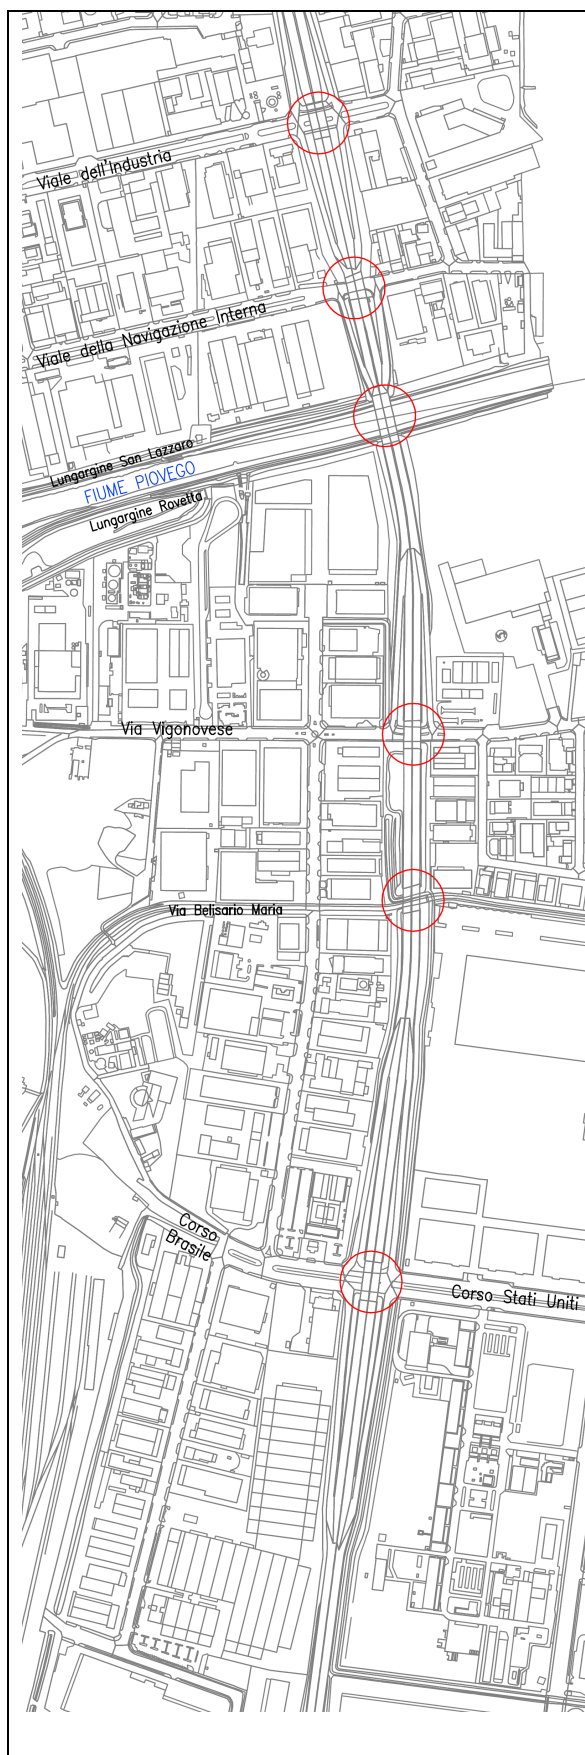 Viale dell'Industria
Viale della Navigazione Interna
Lungargine San Lazzaro
FIUME PIOVEGO
Lungargine Rovetta
Via Vigonovese
Via Belisario Maria
Corso
Brasile
Corso Stati Uniti